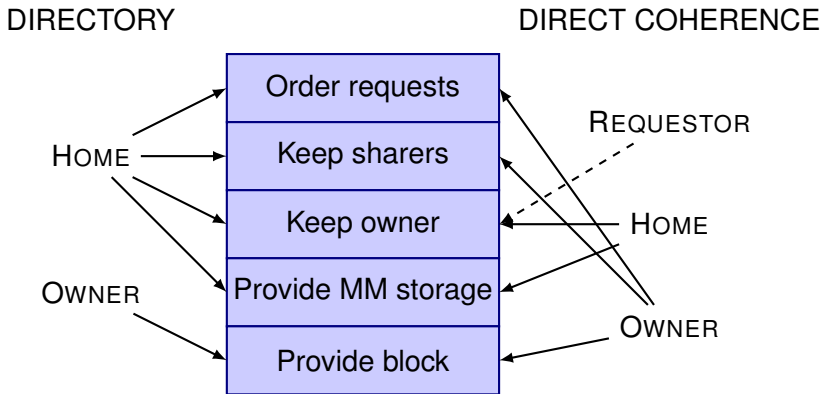 DIRECTORY
DIRECT COHERENCE
Order requests
REQUESTOR
HOME
Keep sharers
Keep owner
HOME
OWNER
Provide MM storage
OWNER
Provide block